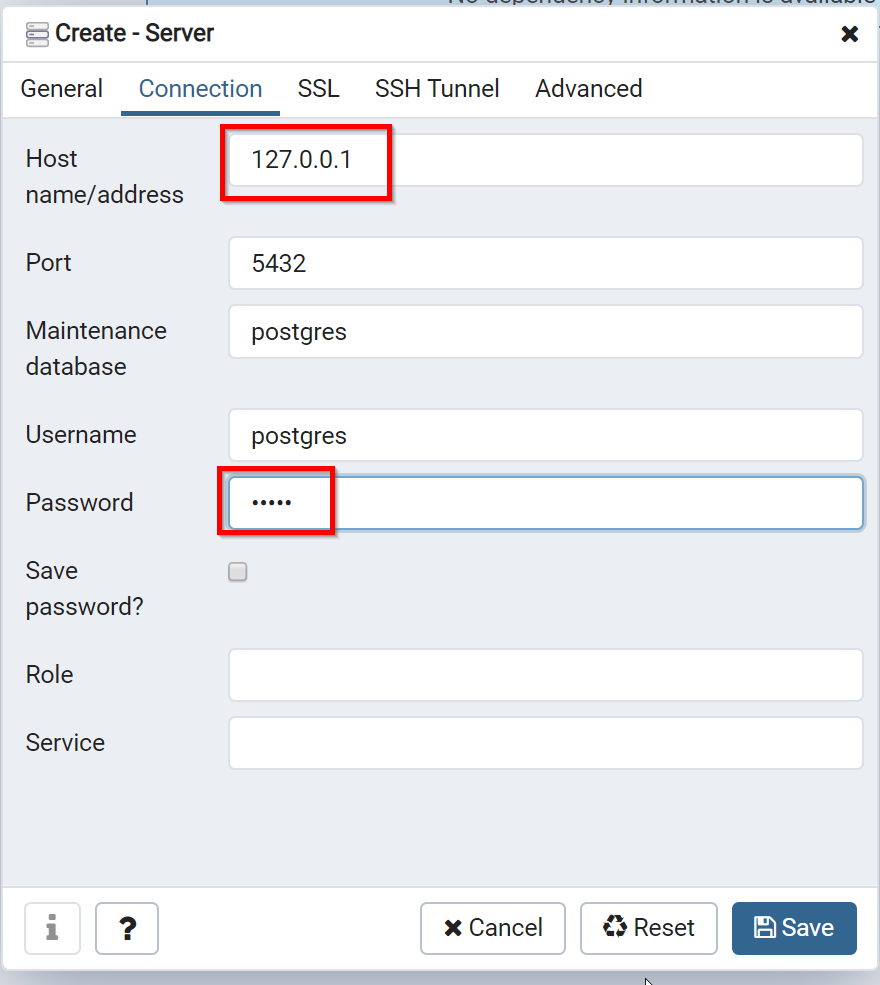 No dependency information is available
Create - Server
General Connection SSL SSH Tunnel Advanced
Host
name/address
127.0.0.1
Port
5432
Maintenance
database
postgres
Username
postgres
Password
•••••
Save
password?
Role
Service
i ? Cancel Reset Save